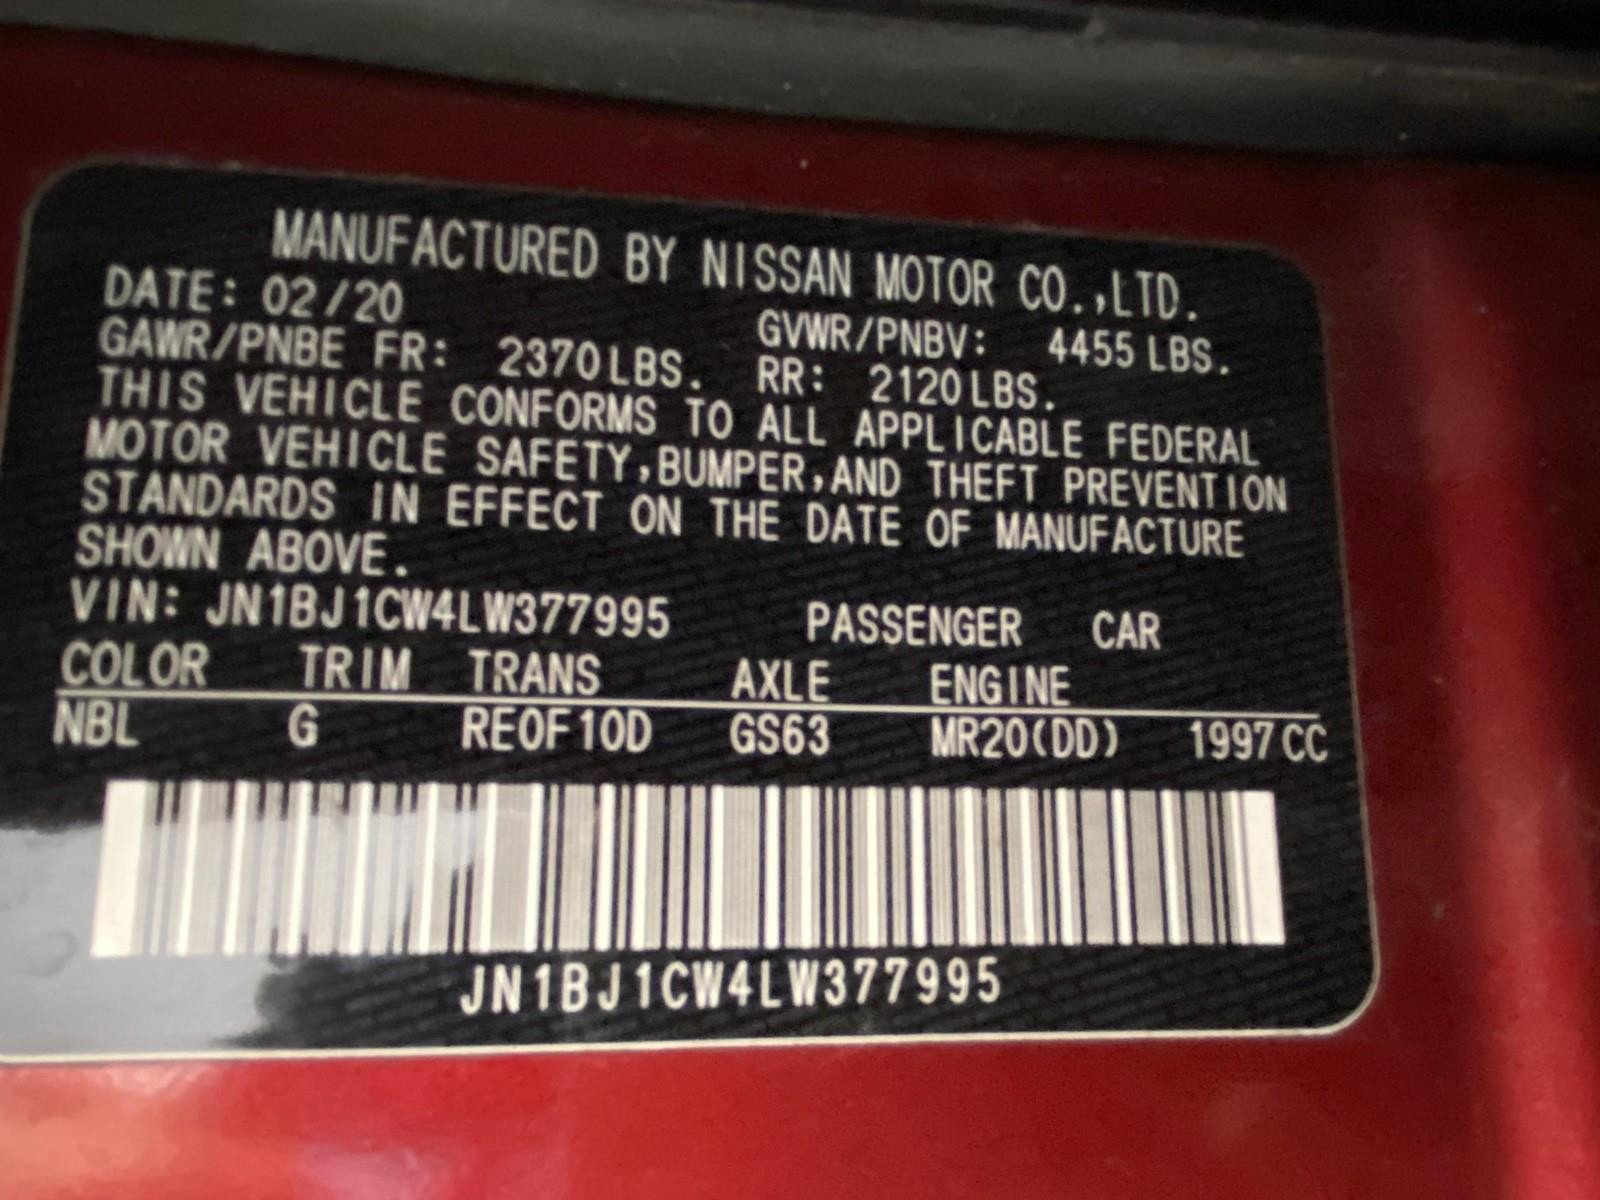 MANUFACTURED BY NISSAN MOTOR CO.,LTD.
DATE: 02/20 GVWR/PNBV: 4455 LBS.
GAWR/PNBE FR: 2370LBS. RR: 2120LBS.
THIS VEHICLE CONFORMS TO ALL APPLICABLE FEDERAL
MOTOR VEHICLE SAFETY,BUMPER,AND THEFT PREVENTION
STANDARDS IN EFFECT ON THE DATE OF MANUFACTURE
SHOWN ABOVE.
VIN: JN1BJ1CW4LW377995 PASSENGER CAR
COLOR TRIM TRANS AXLE ENGINE
NBL G RE0F10D GS63 MR20(DD) 1997CC
JN1BJ1CW4LW377995